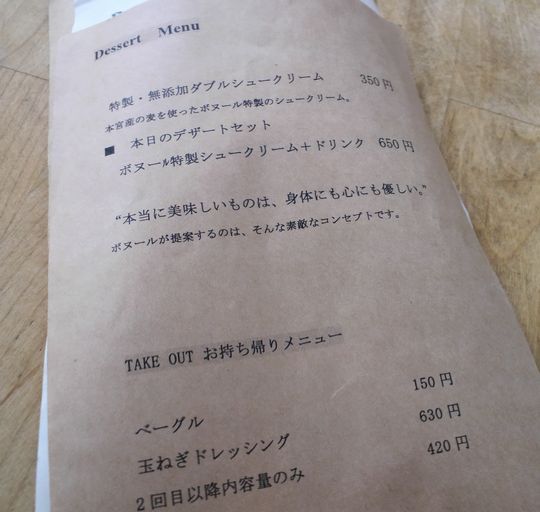 Dessert Menu
特製・無添加ダブルシュークリーム 350円
本宮産の麦を使ったボヌール特製のシュークリーム。
■ 本日のデザートセット
ボヌール特製シュークリーム＋ドリンク 650円
“本当に美味しいものは、身体にも心にも優しい。”
ボヌールが提案するのは、そんな素敵なコンセプトです。
TAKE OUT お持ち帰りメニュー
ベーグル 150円
玉ねぎドレッシング 630円
2回目以降内容量のみ 420円